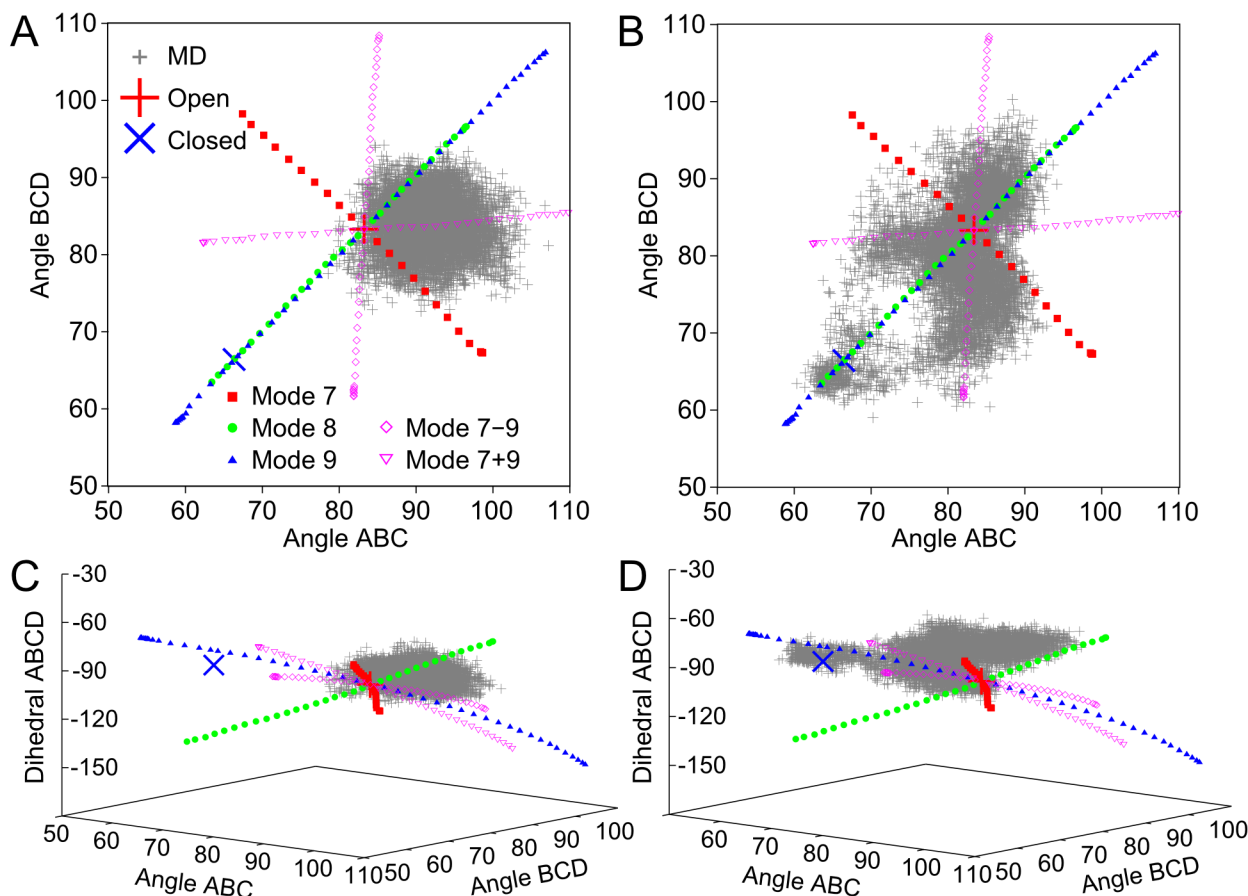 A
110
100
90
80
70
60
50
Angle BCD
MD
Open
Closed
Mode 7
Mode 8
Mode 9
Mode 7−9
Mode 7+9
50
60
70
80
90
100
110
Angle ABC
B
110
100
90
80
70
60
50
Angle BCD
50
60
70
80
90
100
110
Angle ABC
C
-30
-60
-90
-120
-150
Dihedral ABCD
50
60
70
80
90
100
110
Angle ABC
50
60
70
80
90
100
Angle BCD
D
-30
-60
-90
-120
-150
Dihedral ABCD
50
60
70
80
90
100
110
Angle ABC
50
60
70
80
90
100
Angle BCD